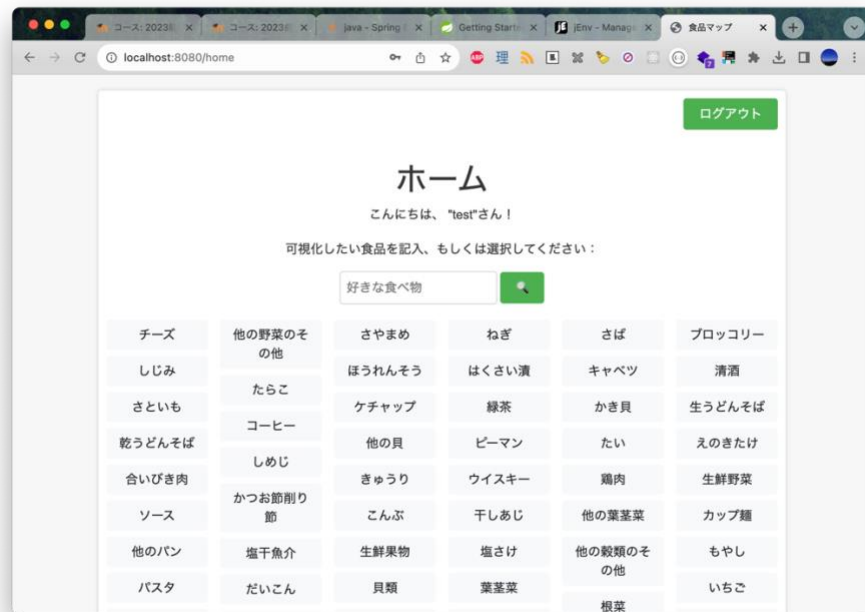 コース: 2023
コース: 2023
java - Spring
Getting Starte
jEnv - Manage
食品マップ
localhost:8080/home
ABP
理
7
ログアウト
ホーム
こんにちは、 "test"さん！
可視化したい食品を記入、もしくは選択してください：
好きな食べ物
チーズ
しじみ
さといも
乾うどんそば
合いびき肉
ソース
他のパン
パスタ
他の野菜のそ
の他
たらこ
コーヒー
しめじ
かつお節削り
節
塩干魚介
だいこん
さやまめ
ほうれんそう
ケチャップ
他の貝
きゅうり
こんぶ
生鮮果物
貝類
ねぎ
はくさい漬
緑茶
ピーマン
ウイスキー
干しあじ
塩さけ
葉茎菜
さば
キャベツ
かき貝
たい
鶏肉
他の葉茎菜
他の穀類のそ
の他
根菜
ブロッコリー
清酒
生うどんそば
えのきたけ
生鮮野菜
カップ麺
もやし
いちご